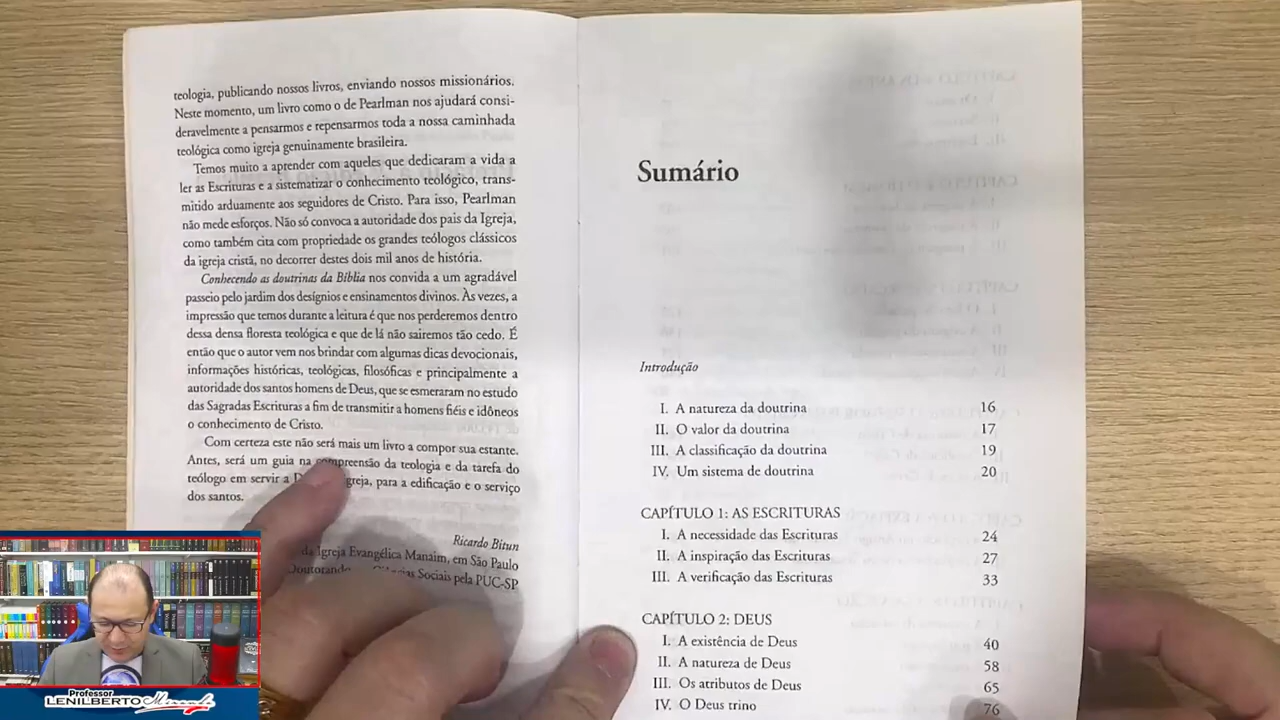 teologia, publicando nossos livros, enviando nossos missionários.
Neste momento, um livro como o de Pearlman nos ajudará consi-
deravelmente a pensarmos e repensarmos toda a nossa caminhada
teológica como igreja genuinamente brasileira.
Temos muito a aprender com aqueles que dedicaram a vida a
ler as Escrituras e a sistematizar o conhecimento teológico, trans-
mitido arduamente aos seguidores de Cristo. Para isso, Pearlman
não mede esforços. Não só convoca a autoridade dos pais da Igreja,
como também cita com propriedade os grandes teólogos clássicos
da igreja cristã, no decorrer destes dois mil anos de história.
Conhecendo as doutrinas da Bíblia nos convida a um agradável
passeio pelo jardim dos desígnios e ensinamentos divinos. Às vezes, a
impressão que temos durante a leitura é que nos perderemos dentro
dessa densa floresta teológica e que de lá não sairemos tão cedo. É
então que o autor vem nos brindar com algumas dicas devocionais,
informações históricas, teológicas, filosóficas e principalmente a
autoridade dos santos homens de Deus, que se esmeraram no estudo
das Sagradas Escrituras a fim de transmitir a homens fiéis e idôneos
o conhecimento de Cristo.
Com certeza este não será mais um livro a compor sua estante.
Antes, será um guia na compreensão da teologia e da tarefa do
teólogo em servir a para a edificação e o serviço
dos santos.
Ricardo Bitun
da Igreja Evangélica Manaim, em São Paulo
Doutorando Sociais pela PUC-SP
Sumário
Introdução
I. A natureza da doutrina 16
II. O valor da doutrina 17
III. A classificação da doutrina 19
IV. Um sistema de doutrina 20
CAPÍTULO 1: AS ESCRITURAS
I. A necessidade das Escrituras 24
II. A inspiração das Escrituras 27
III. A verificação das Escrituras 33
CAPÍTULO 2: DEUS
I. A existência de Deus 40
II. A natureza de Deus 58
III. Os atributos de Deus 65
IV. O Deus trino 76
Professor
LENILBERTO Miranda